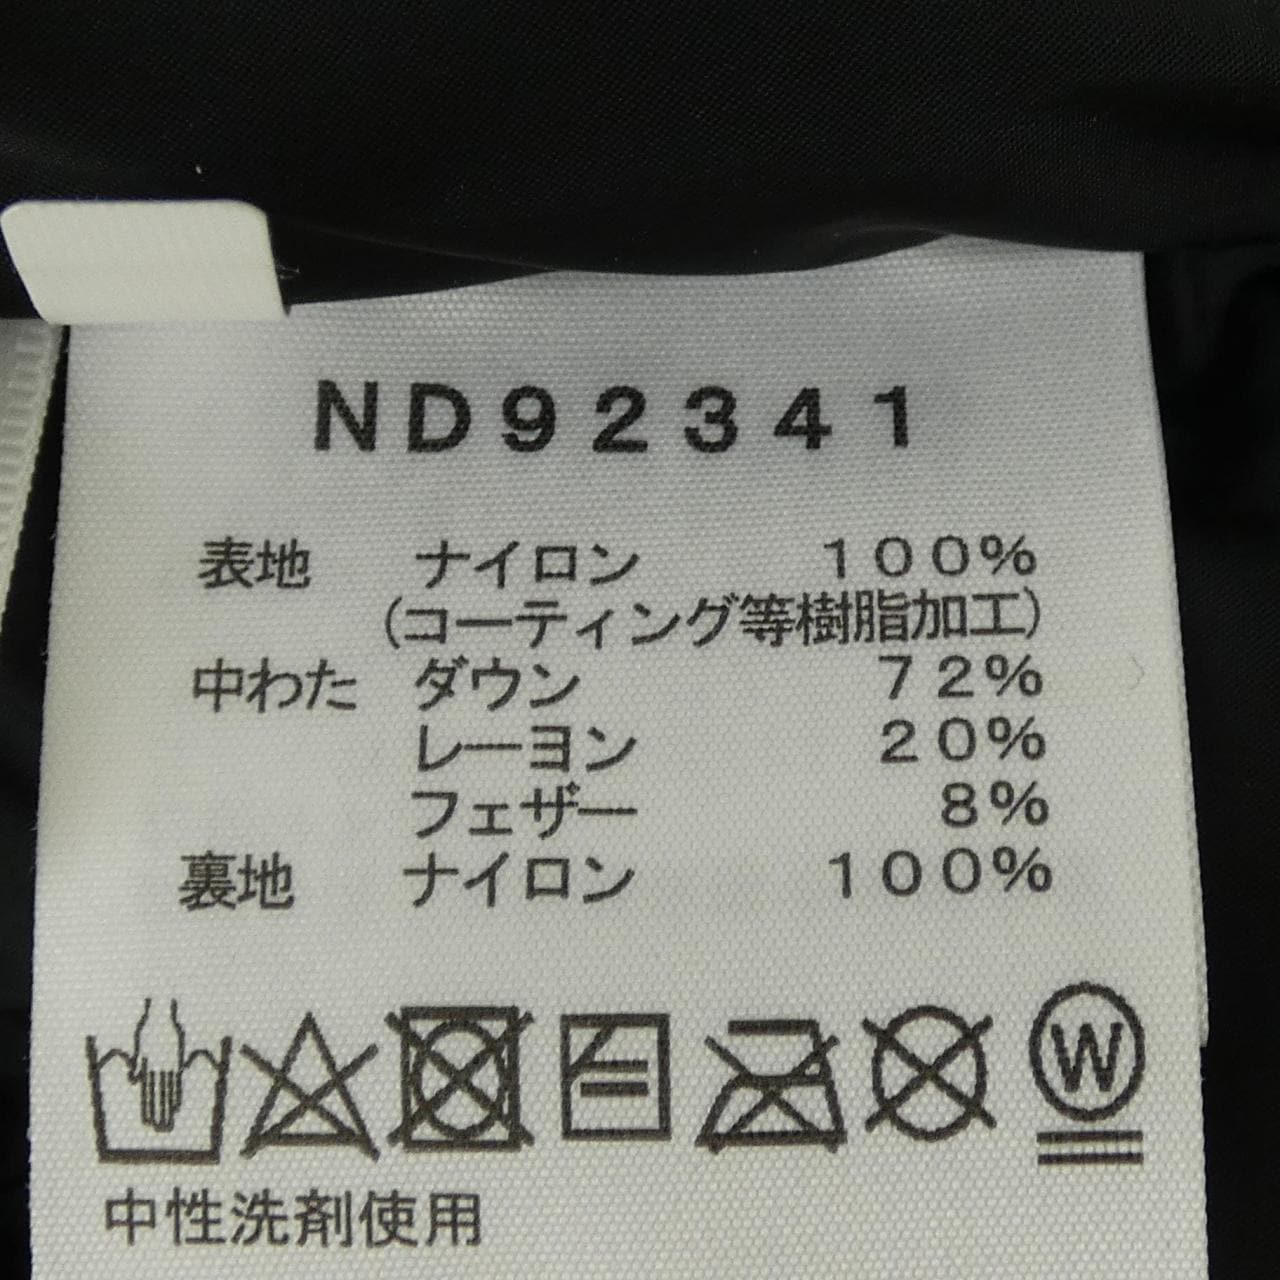 ND92341
表地 ナイロン 100%
(コーティング等樹脂加工)
中わた ダウン 72%
レーヨン 20%
フェザー 8%
裏地 ナイロン 100%
W
中性洗剤使用